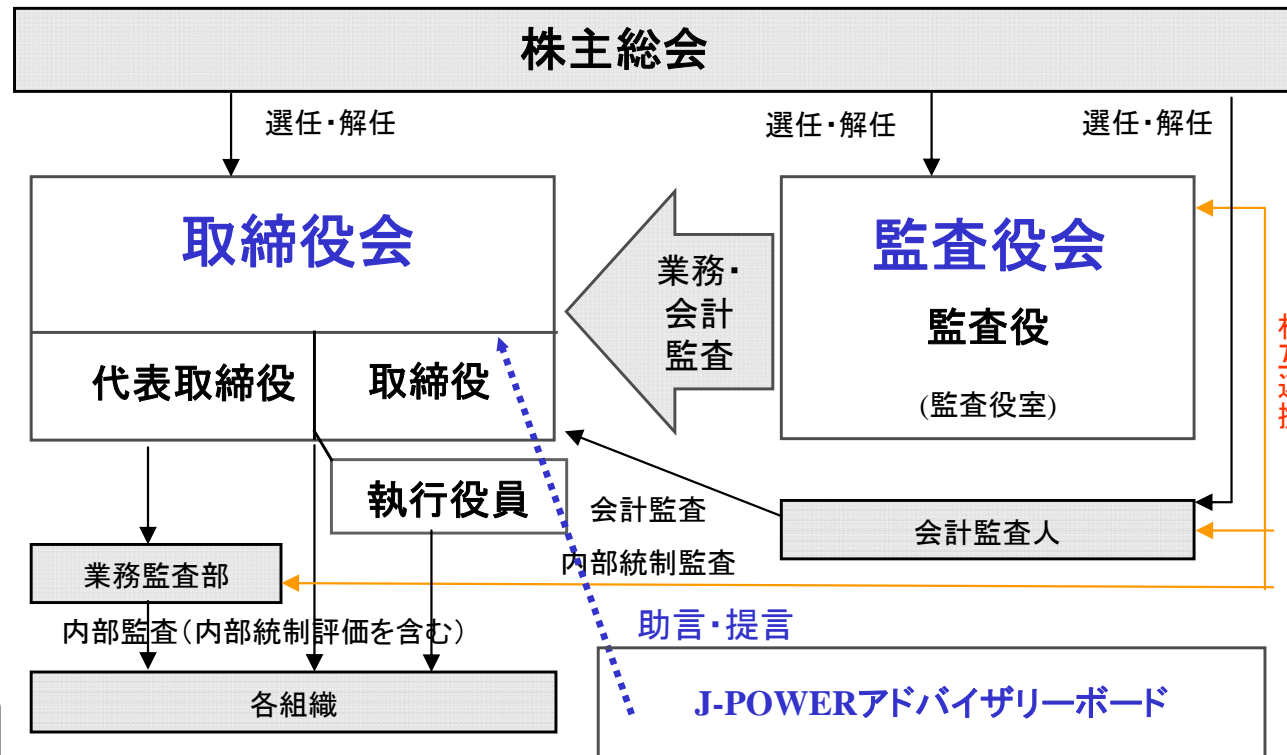 株主総会
選任・解任
選任・解任
選任・解任
取締役会
監査役会
業務・
会計
監査
監査役
(監査役室)
代表取締役
取締役
執行役員
会計監査
会計監査人
内部統制監査
業務監査部
内部監査(内部統制評価を含む)
助言・提言
各組織
J-POWERアドバイザリーボード